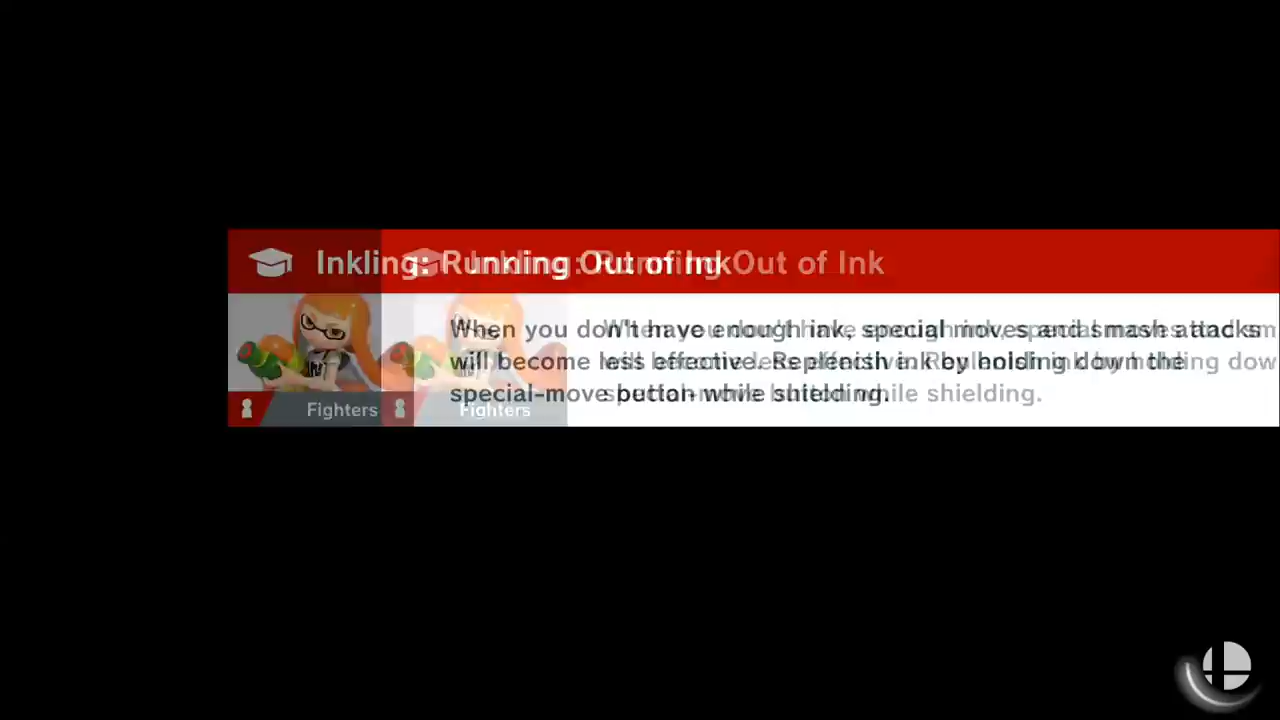 Inkling: Running Out of Ink
When you don't have enough ink, special moves and smash attacks
will become less effective. Replenish ink by holding down the
special-move button while shielding.
Fighters